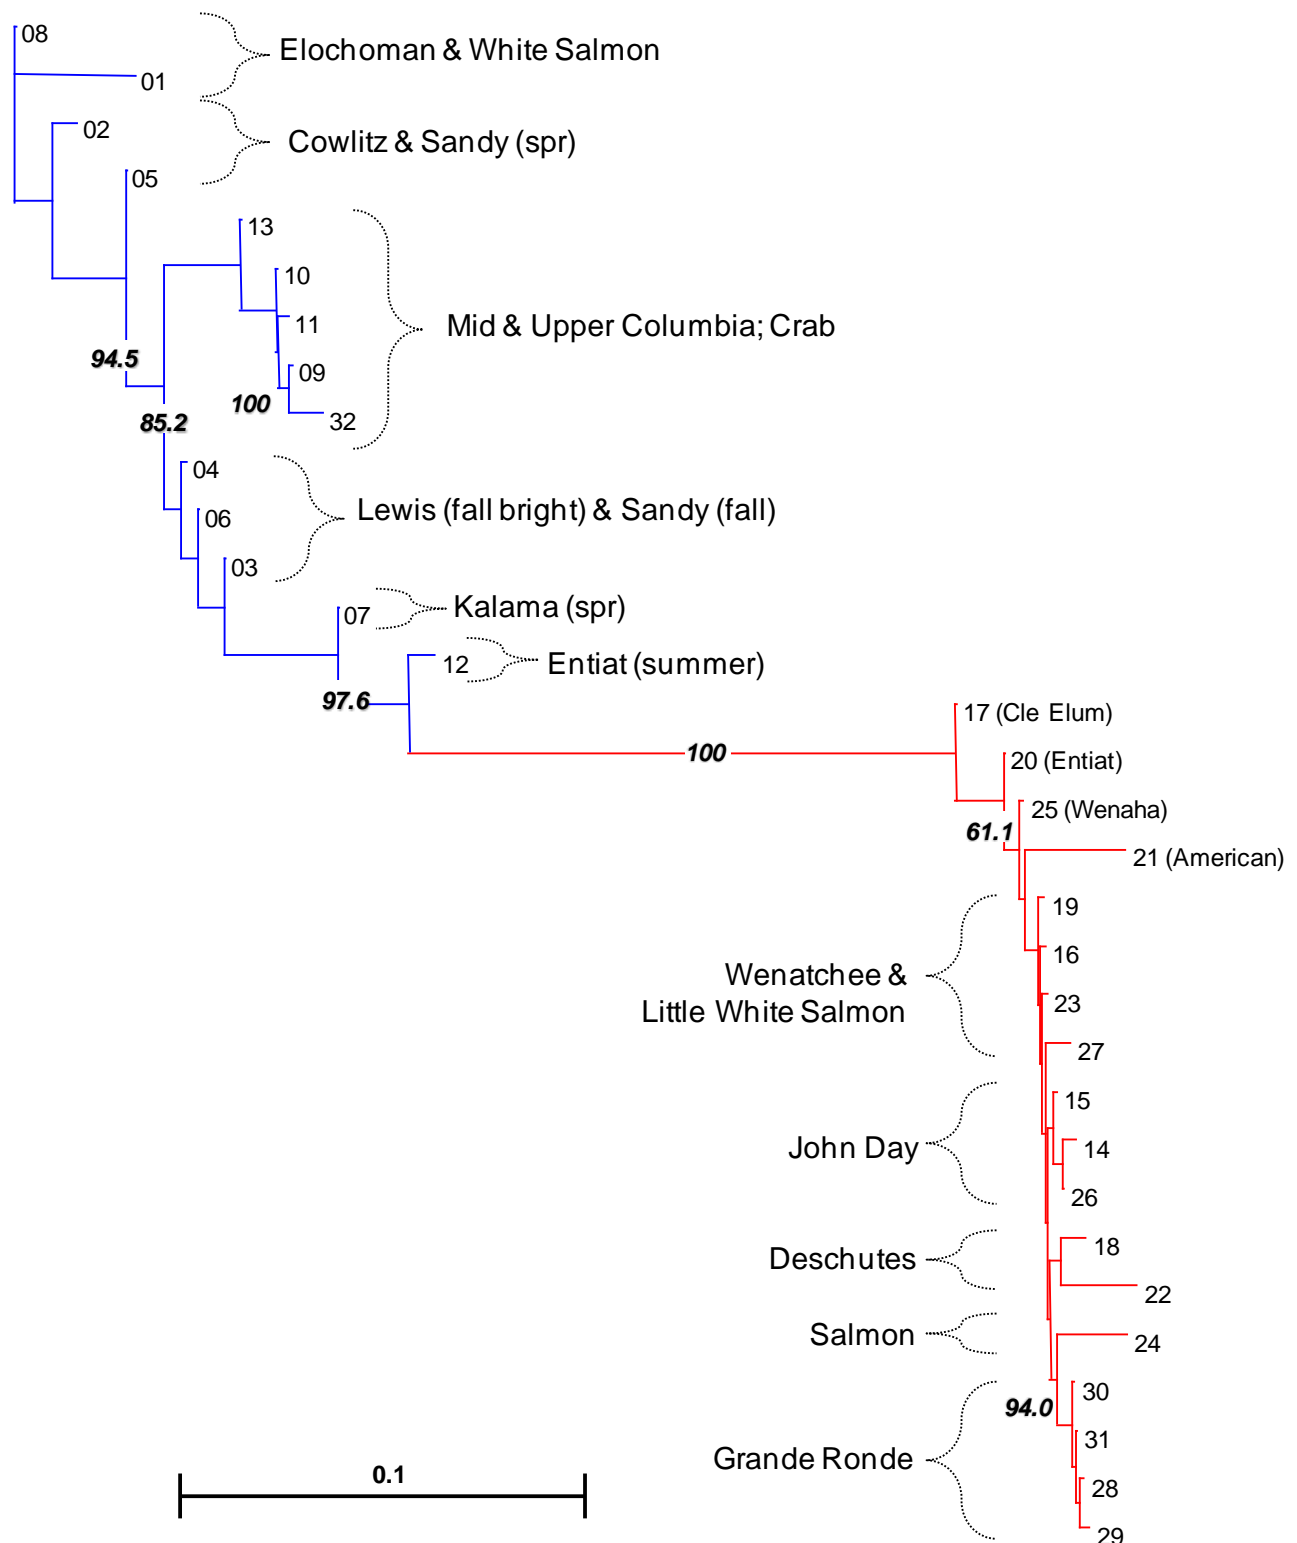 08
Elochoman & White Salmon
01
02
Cowlitz & Sandy (spr)
05
13
10
11
Mid & Upper Columbia; Crab
94.5
09
100
85.2
32
04
Lewis (fall bright) & Sandy (fall)
06
03
07
Kalama (spr)
12
Entiat (summer)
97.6
17 (Cle Elum)
100
20 (Entiat)
25 (Wenaha)
61.1
21 (American)
19
16
Wenatchee &
Little White Salmon
23
27
15
John Day
14
26
18
Deschutes
22
Salmon
24
30
94.0
31
Grande Ronde
0.1
28
29